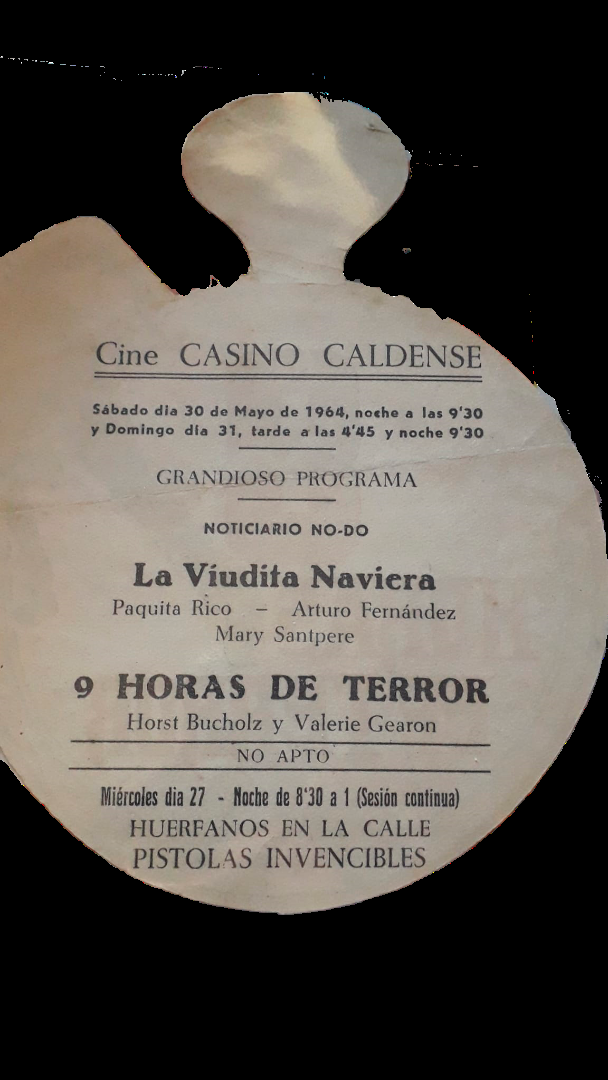 Cine CASINO CALDENSE
Sábado dia 30 de Mayo de 1964, noche a las 9'30
y Domingo día 31, tarde a las 4'45 y noche 9'30
GRANDIOSO PROGRAMA
NOTICIARIO NO-DO
La Viudita Naviera
Paquita Rico – Arturo Fernández
Mary Santpere
9 HORAS DE TERROR
Horst Bucholz y Valerie Gearon
NO APTO
Miércoles dia 27 - Noche de 8'30 a 1 (Sesión continua)
HUERFANOS EN LA CALLE
PISTOLAS INVENCIBLES